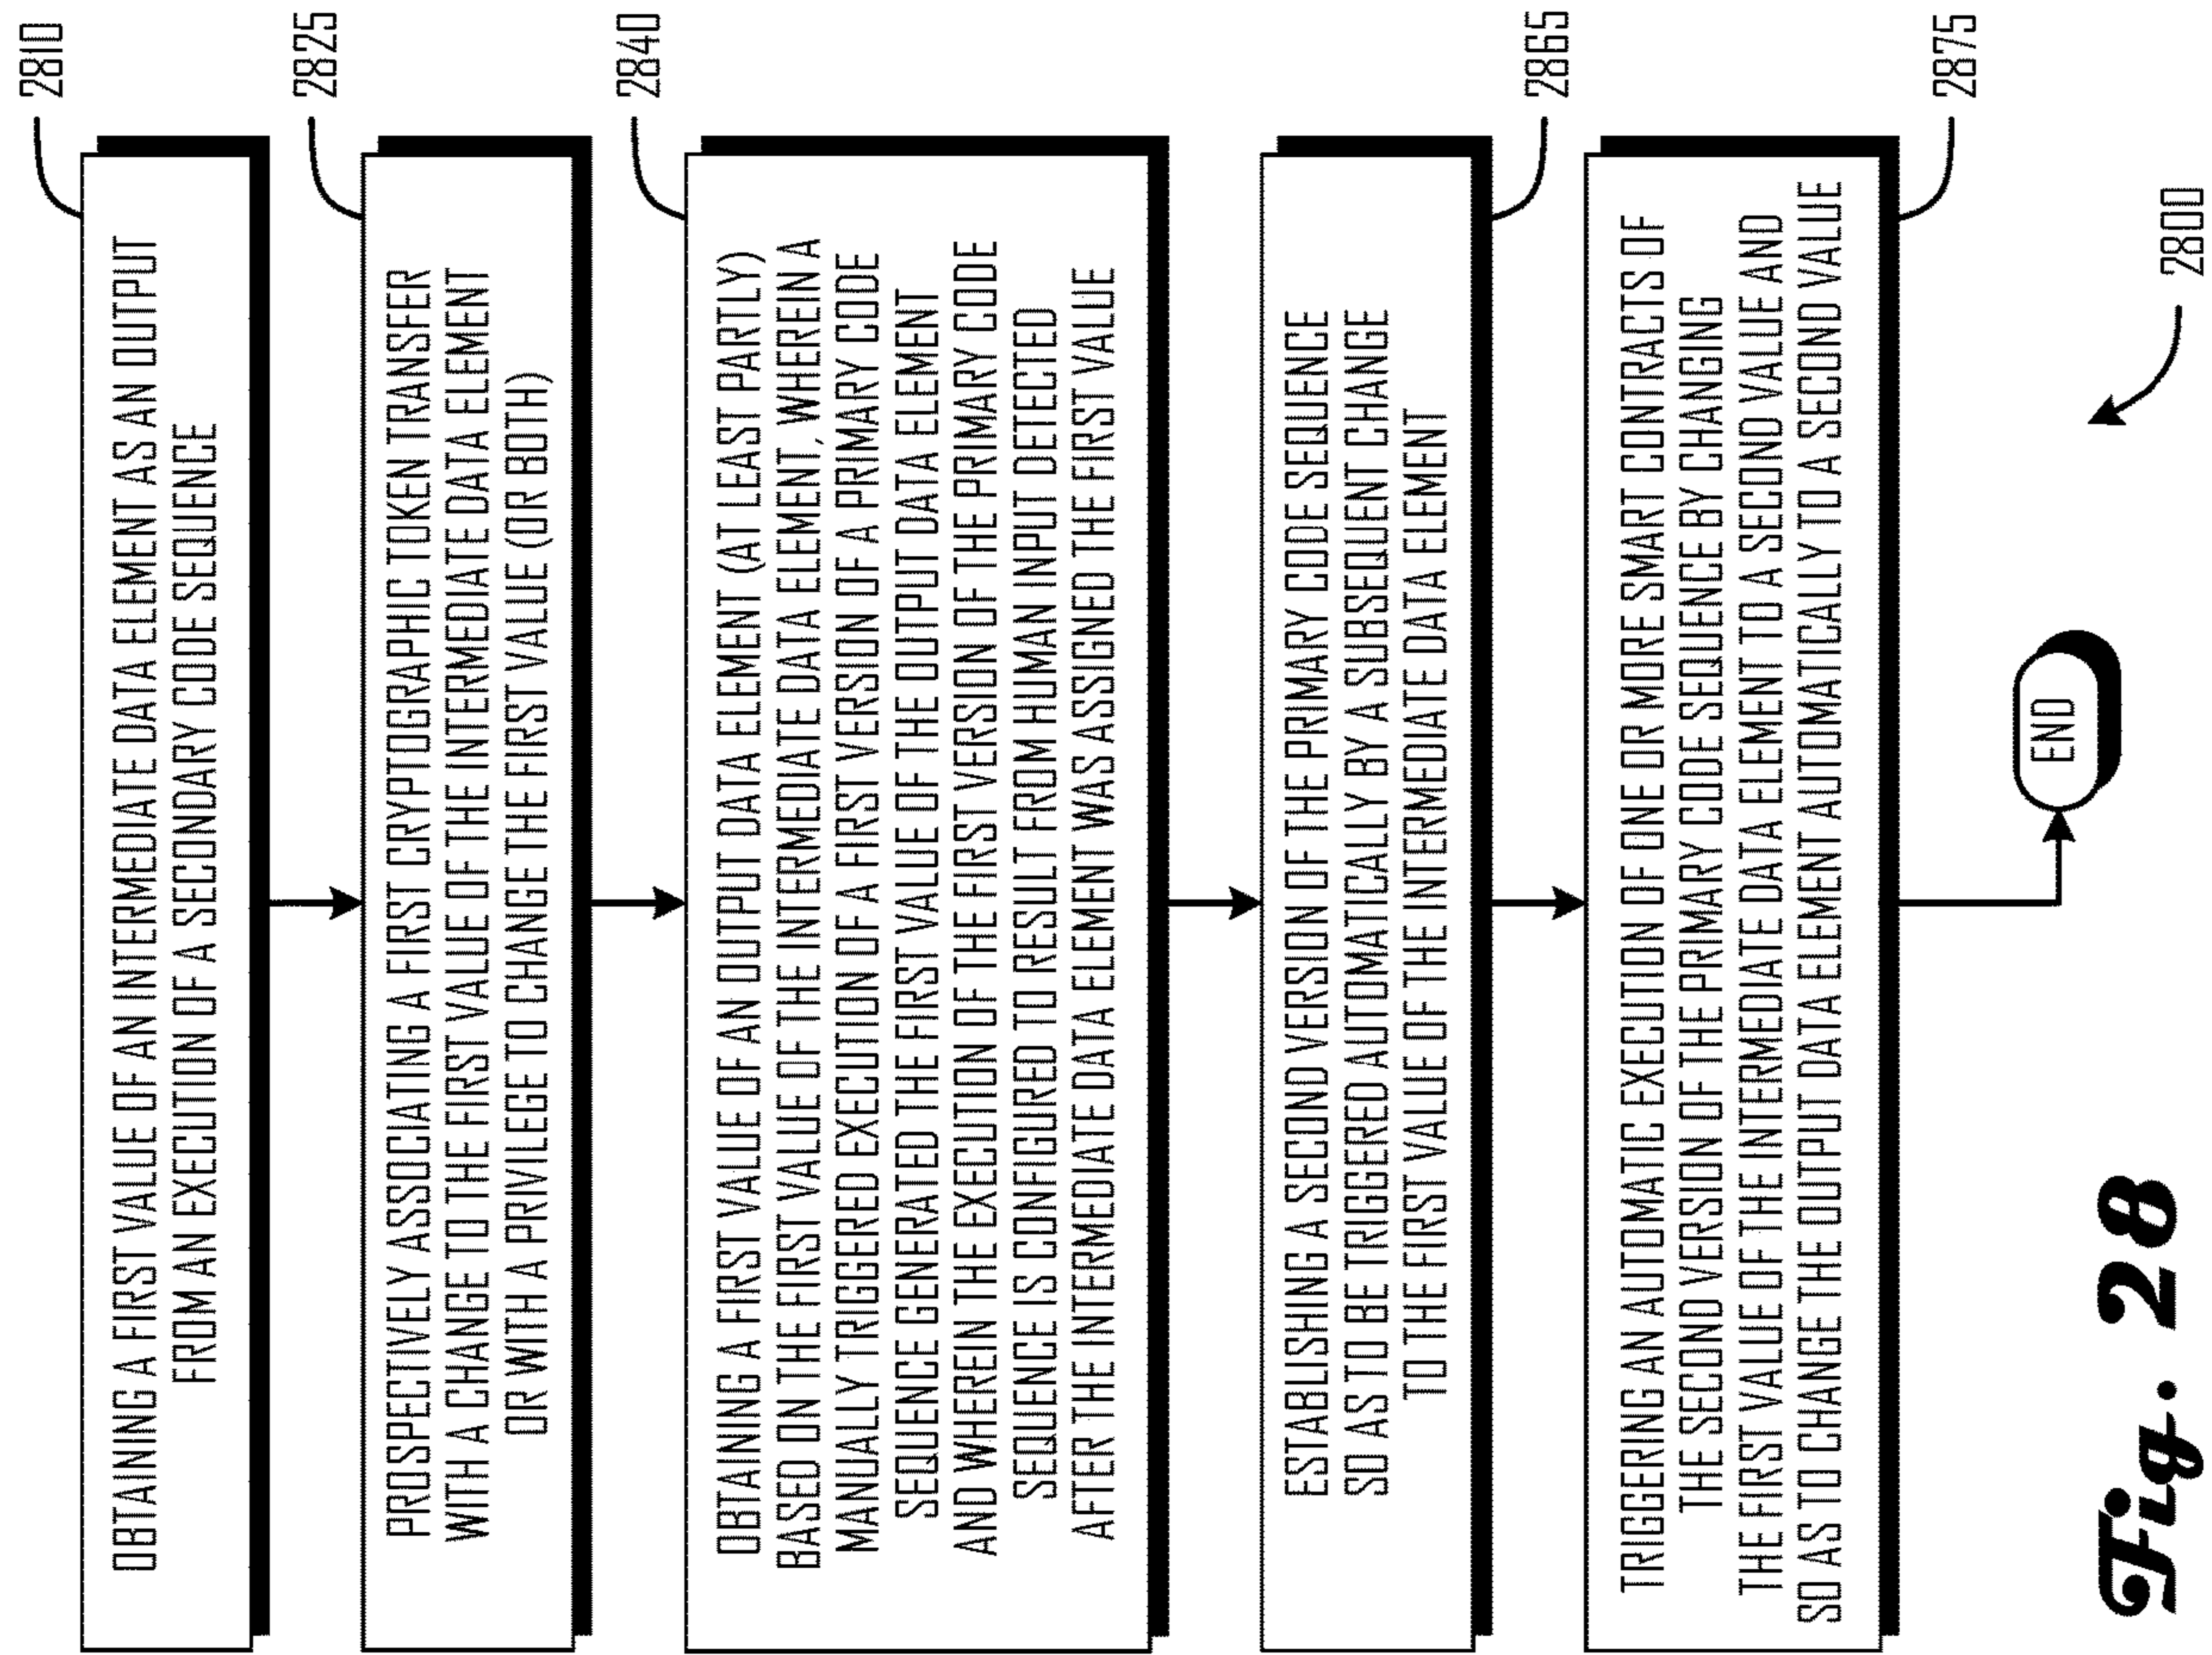 2810
OBTAINING A FIRST VALUE OF AN INTERMEDIATE DATA ELEMENT AS AN OUTPUT
FROM AN EXECUTION OF A SECONDARY CODE SEQUENCE
2825
PROSPECTIVELY ASSOCIATING A FIRST CRYPTOGRAPHIC TOKEN TRANSFER
WITH A CHANGE TO THE FIRST VALUE OF THE INTERMEDIATE DATA ELEMENT
OR WITH A PRIVILEGE TO CHANGE THE FIRST VALUE (OR BOTH)
2840
OBTAINING A FIRST VALUE OF AN OUTPUT DATA ELEMENT (AT LEAST PARTLY)
BASED ON THE FIRST VALUE OF THE INTERMEDIATE DATA ELEMENT, WHEREIN A
MANUALLY TRIGGERED EXECUTION OF A FIRST VERSION OF A PRIMARY CODE
SEQUENCE GENERATED THE FIRST VALUE OF THE OUTPUT DATA ELEMENT
AND WHEREIN THE EXECUTION OF THE FIRST VERSION OF THE PRIMARY CODE
SEQUENCE IS CONFIGURED TO RESULT FROM HUMAN INPUT DETECTED
AFTER THE INTERMEDIATE DATA ELEMENT WAS ASSIGNED THE FIRST VALUE
2865
ESTABLISHING A SECOND VERSION OF THE PRIMARY CODE SEQUENCE
SO AS TO BE TRIGGERED AUTOMATICALLY BY A SUBSEQUENT CHANGE
TO THE FIRST VALUE OF THE INTERMEDIATE DATA ELEMENT
2875
TRIGGERING AN AUTOMATIC EXECUTION OF ONE OR MORE SMART CONTRACTS OF
THE SECOND VERSION OF THE PRIMARY CODE SEQUENCE BY CHANGING
THE FIRST VALUE OF THE INTERMEDIATE DATA ELEMENT TO A SECOND VALUE AND
SO AS TO CHANGE THE OUTPUT DATA ELEMENT AUTOMATICALLY TO A SECOND VALUE
END
2800
Fig. 28